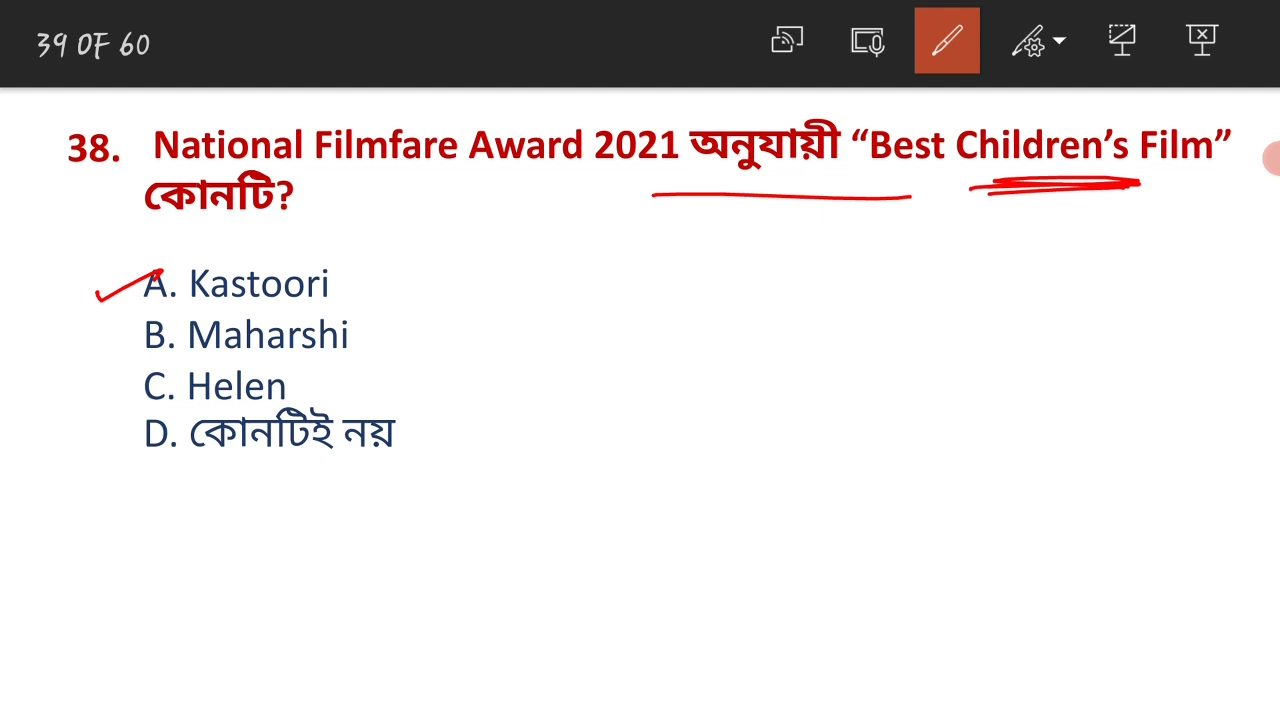 39 OF 60
38. National Filmfare Award 2021 অনুযায়ী “Best Children’s Film”
কোনটি?
A. Kastoori
B. Maharshi
C. Helen
D. কোনটিই নয়